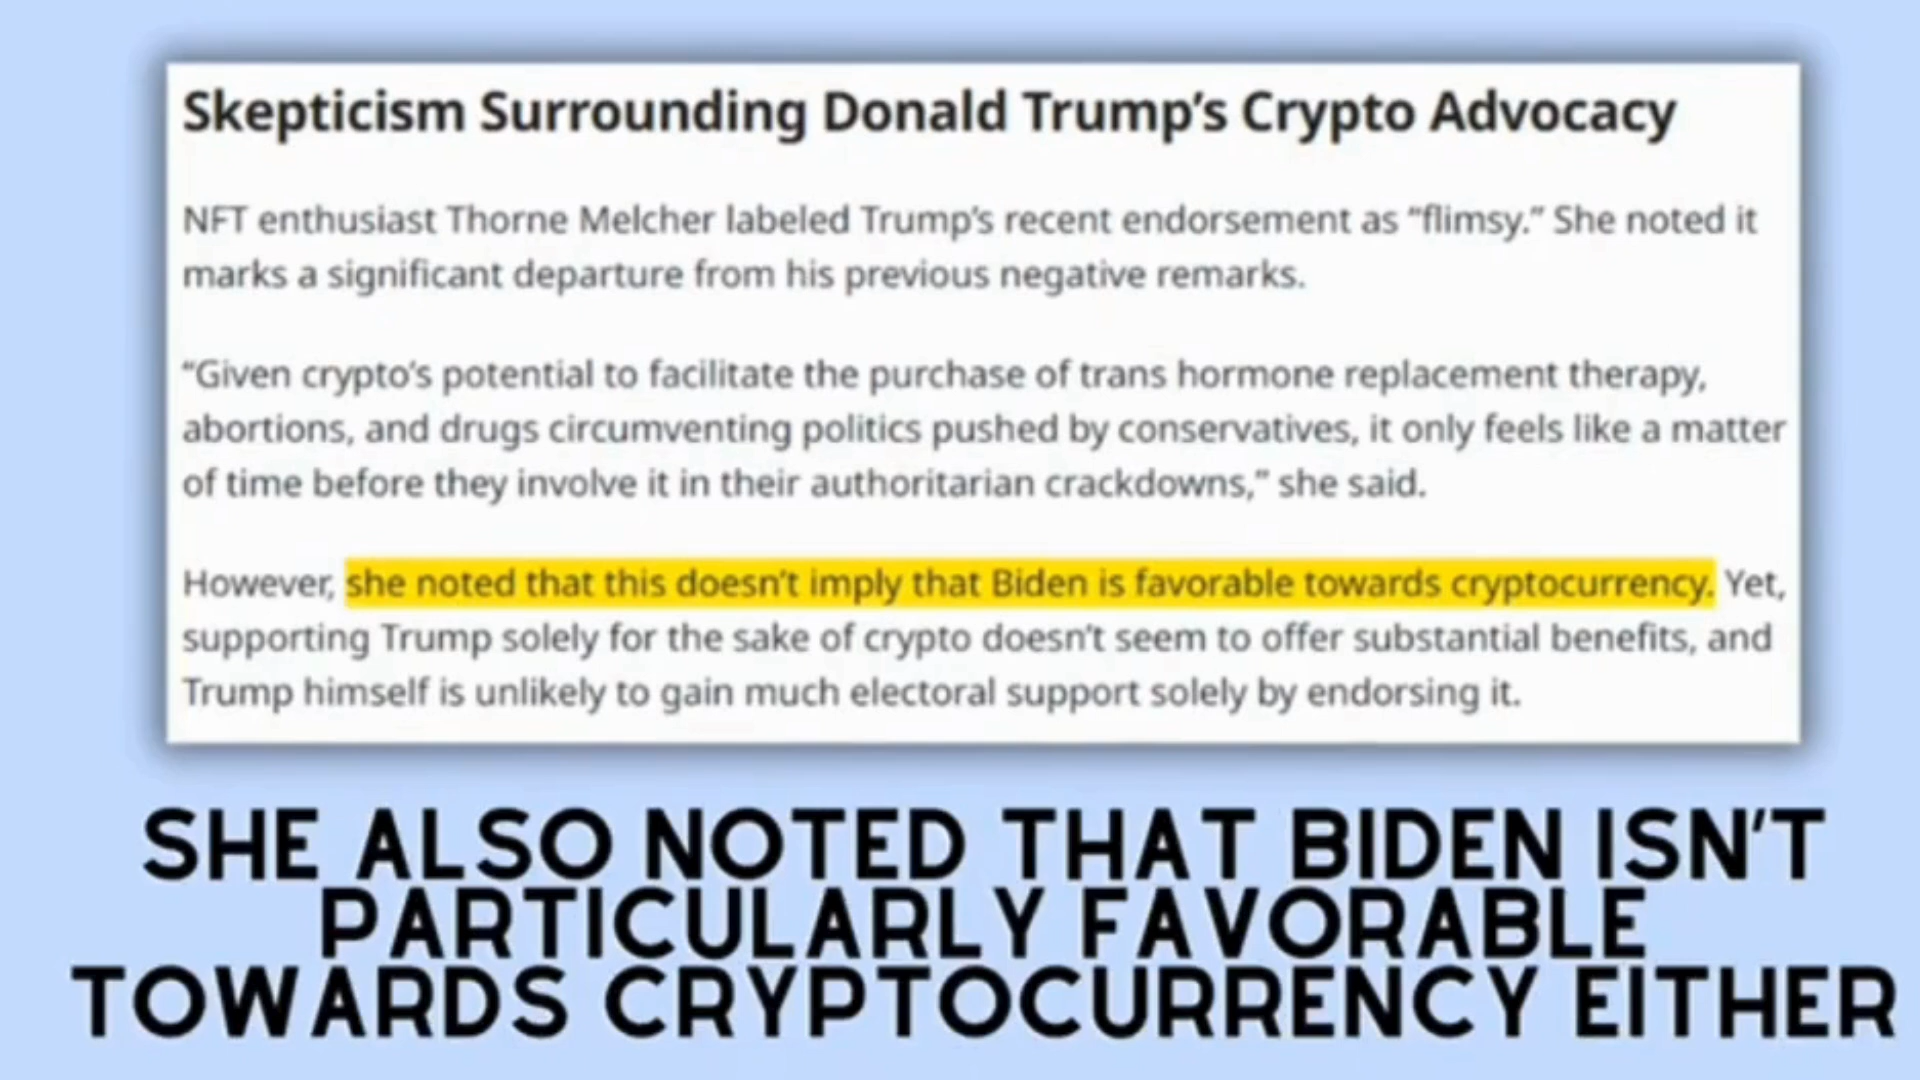 Skepticism Surrounding Donald Trump’s Crypto Advocacy
NFT enthusiast Thorne Melcher labeled Trump’s recent endorsement as “flimsy.” She noted it
marks a significant departure from his previous negative remarks.
“Given crypto’s potential to facilitate the purchase of trans hormone replacement therapy,
abortions, and drugs circumventing politics pushed by conservatives, it only feels like a matter
of time before they involve it in their authoritarian crackdowns,” she said.
However, she noted that this doesn’t imply that Biden is favorable towards cryptocurrency. Yet,
supporting Trump solely for the sake of crypto doesn’t seem to offer substantial benefits, and
Trump himself is unlikely to gain much electoral support solely by endorsing it.
SHE ALSO NOTED THAT BIDEN ISN’T
PARTICULARLY FAVORABLE
TOWARDS CRYPTOCURRENCY EITHER